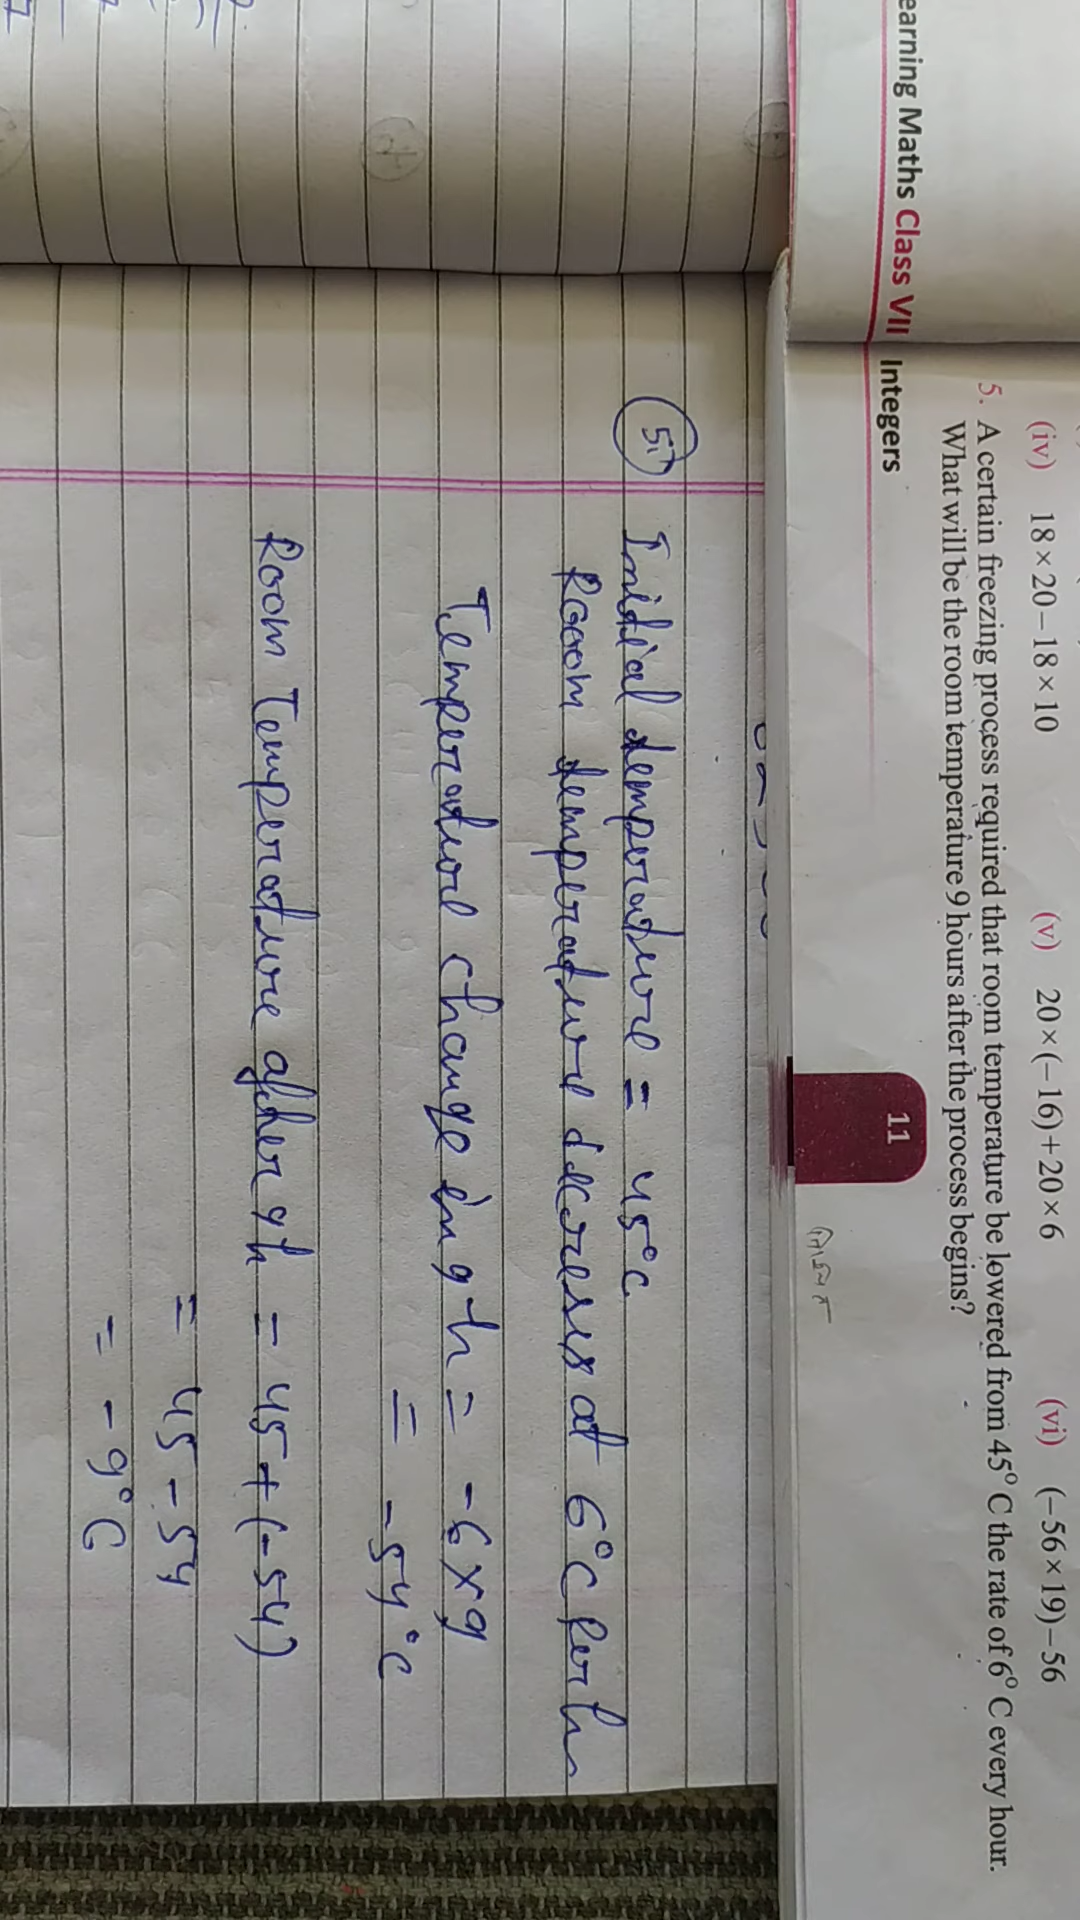 (iv) 18 × 20 – 18 × 10 (v) 20 × (–16) + 20 × 6 (vi) (–56 × 19) – 56
5. A certain freezing process required that room temperature be lowered from 45° C the rate of 6° C every hour.
What will be the room temperature 9 hours after the process begins?
earning Maths Class VII Integers 11
5) Initial temperature = 45°C
Room temperature decreases at 6°C per h
Temperature change in 9h = -6×9
= -54°C
Room Temperature after 9h = 45+(-54)
= 45-54
= -9°C